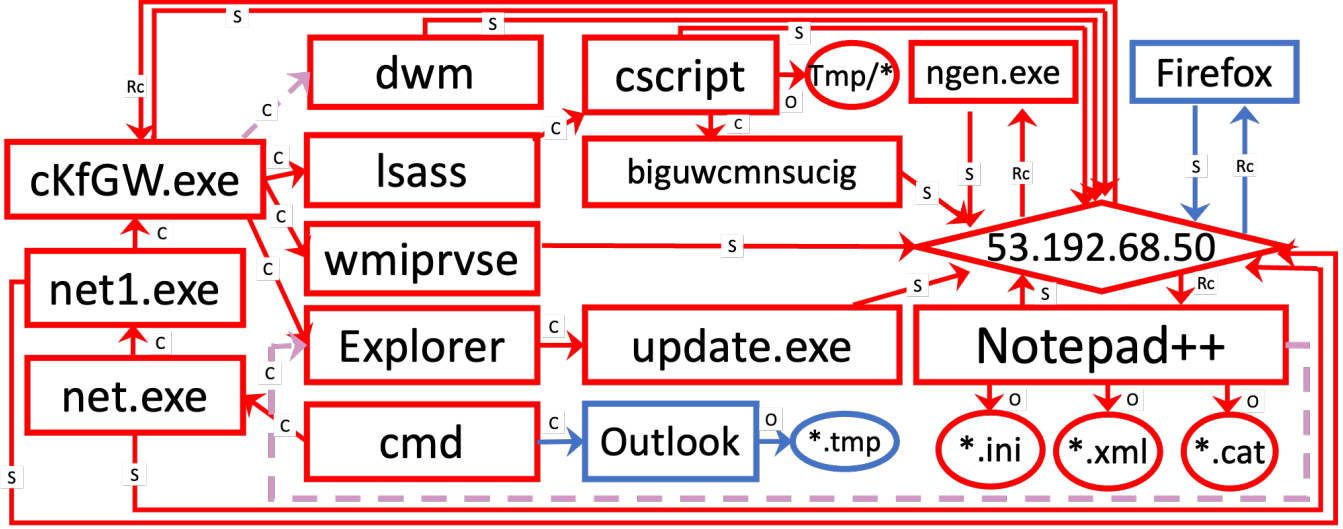 S
S
S
Rc
dwm
cscript
Tmp/*
ngen.exe
Firefox
C
O
C
C
cKfGW.exe
C
lsass
biguwcmnsucig
S
S
Rc
S
Rc
C
C
wmiprvse
S
53.192.68.50
net1.exe
C
S
S
Rc
Explorer
C
update.exe
Notepad++
C
C
net.exe
C
cmd
C
Outlook
O
*.tmp
O
O
O
*.ini
*.xml
*.cat
S
S